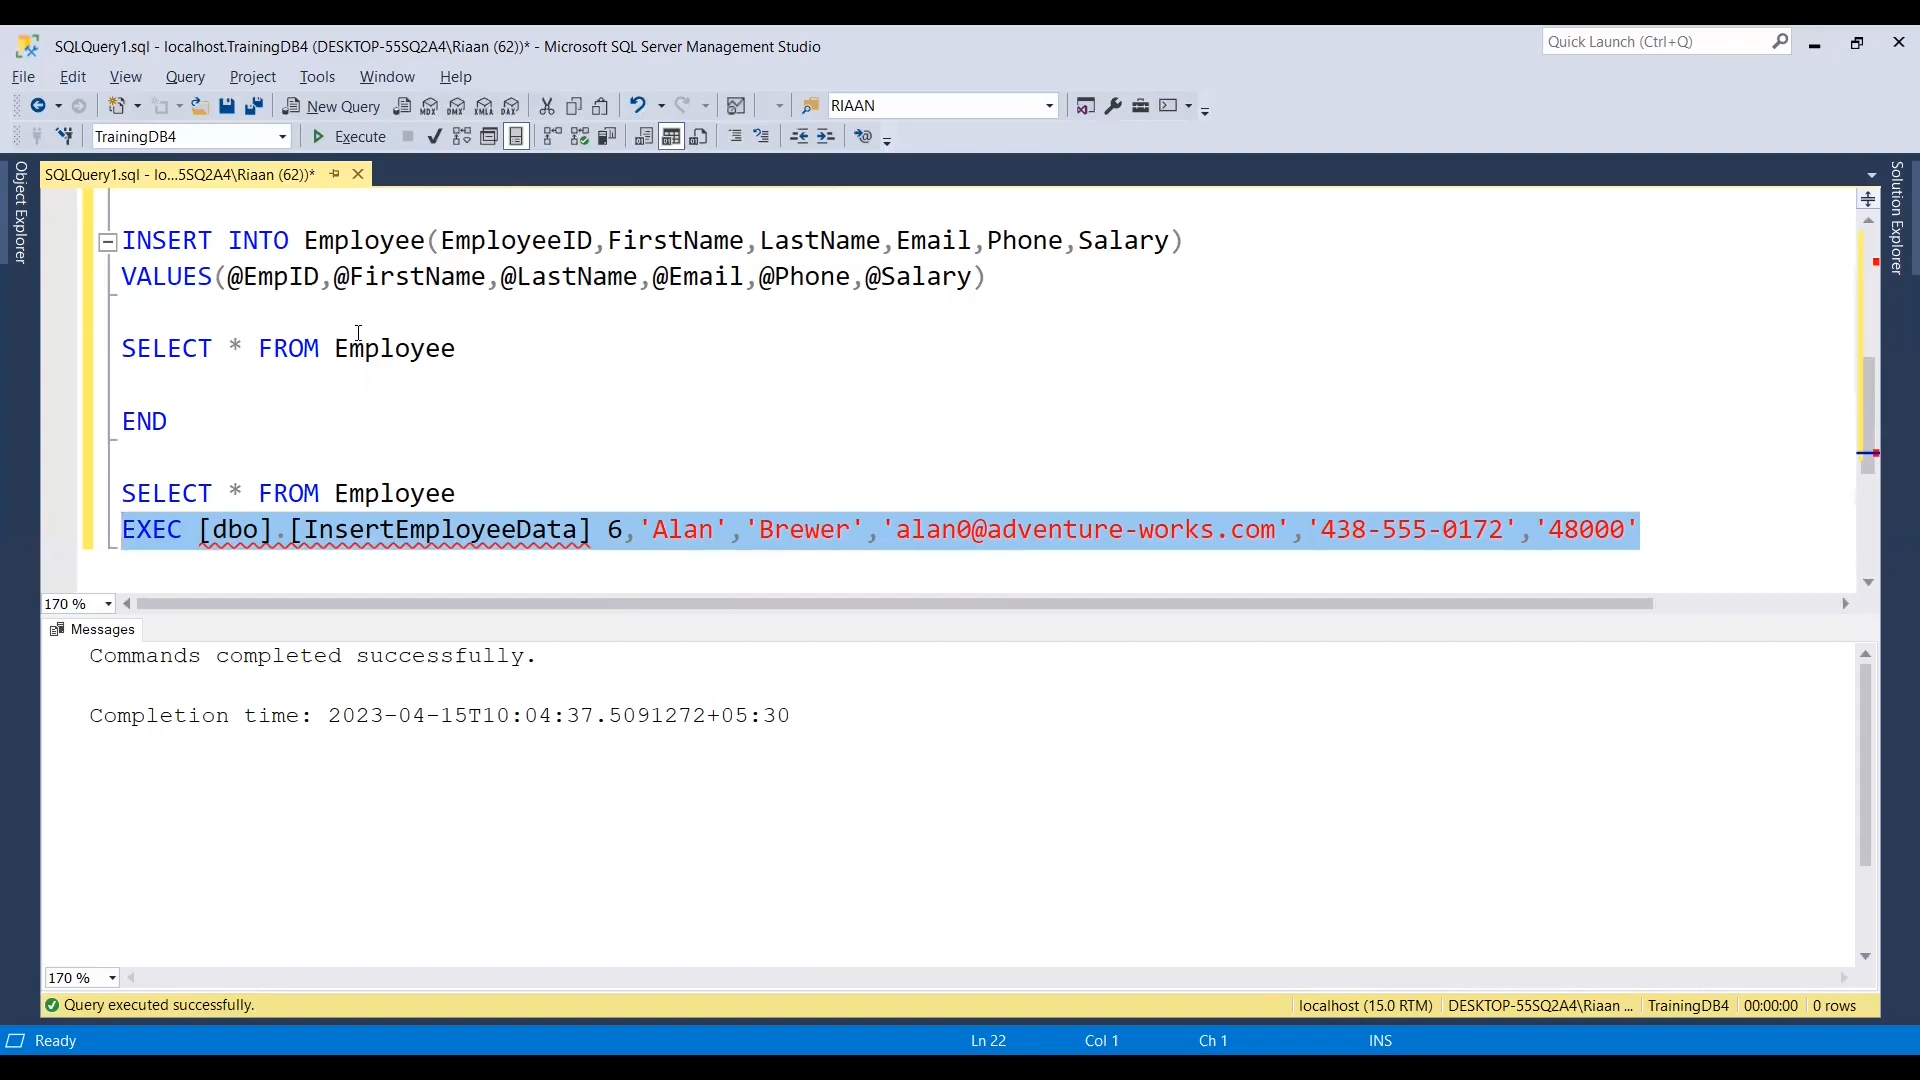 SQLQuery1.sql - localhost.TrainingDB4 (DESKTOP-55SQ2A4\Riaan (62))* - Microsoft SQL Server Management Studio
Quick Launch (Ctrl+Q)
File Edit View Query Project Tools Window Help
New Query MDX DMX XMLA DAX RIAAN
TrainingDB4 Execute
Object Explorer
SQLQuery1.sql - lo...5SQ2A4\Riaan (62))*
Solution Explorer
INSERT INTO Employee(EmployeeID,FirstName,LastName,Email,Phone,Salary)
VALUES(@EmpID,@FirstName,@LastName,@Email,@Phone,@Salary)
SELECT * FROM Employee
END
SELECT * FROM Employee
EXEC [dbo].[InsertEmployeeData] 6,'Alan','Brewer','alan0@adventure-works.com','438-555-0172','48000'
170 %
Messages
Commands completed successfully.
Completion time: 2023-04-15T10:04:37.5091272+05:30
170 %
Query executed successfully. localhost (15.0 RTM) DESKTOP-55SQ2A4\Riaan ... TrainingDB4 00:00:00 0 rows
Ready Ln 22 Col 1 Ch 1 INS